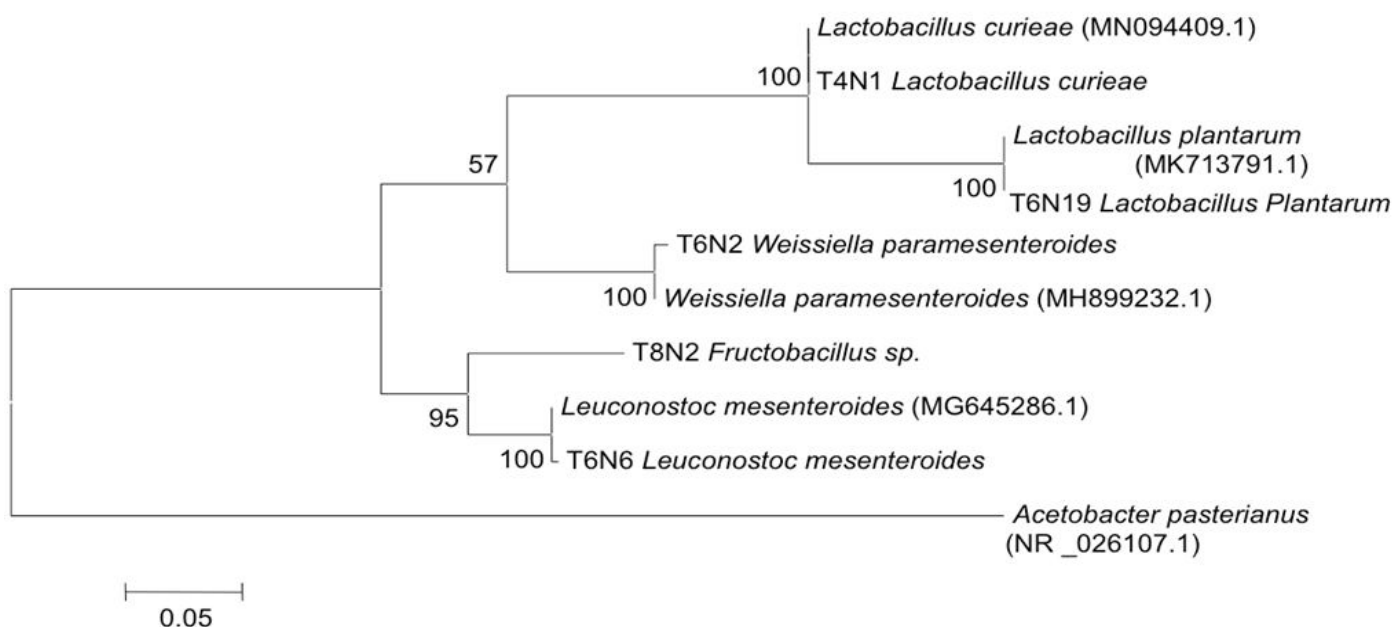 Lactobacillus curieae (MN094409.1)
100 T4N1 Lactobacillus curieae
Lactobacillus plantarum
57 (MK713791.1)
100 T6N19 Lactobacillus Plantarum
T6N2 Weissiella paramesenteroides
100 Weissiella paramesenteroides (MH899232.1)
T8N2 Fructobacillus sp.
Leuconostoc mesenteroides (MG645286.1)
95
100 T6N6 Leuconostoc mesenteroides
Acetobacter pasterianus
(NR _026107.1)
0.05